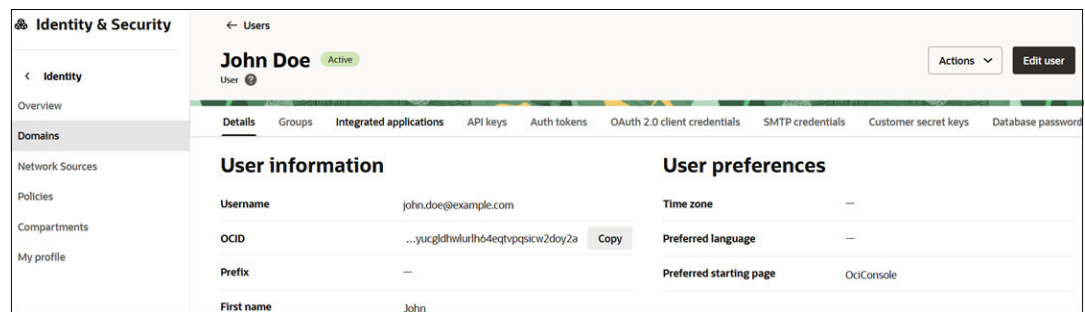 Identity & Security
Identity
Overview
Domains
Network Sources
Policies
Compartments
My profile
← Users
John Doe Active
User ?
Actions
Edit user
Details Groups Integrated applications API keys Auth tokens OAuth 2.0 client credentials SMTP credentials Customer secret keys Database password
User information
Username john.doe@example.com
OCID ...yucgldhwlurlh64eqtvpqsicw2doy2a Copy
Prefix —
First name John
User preferences
Time zone —
Preferred language —
Preferred starting page OciConsole